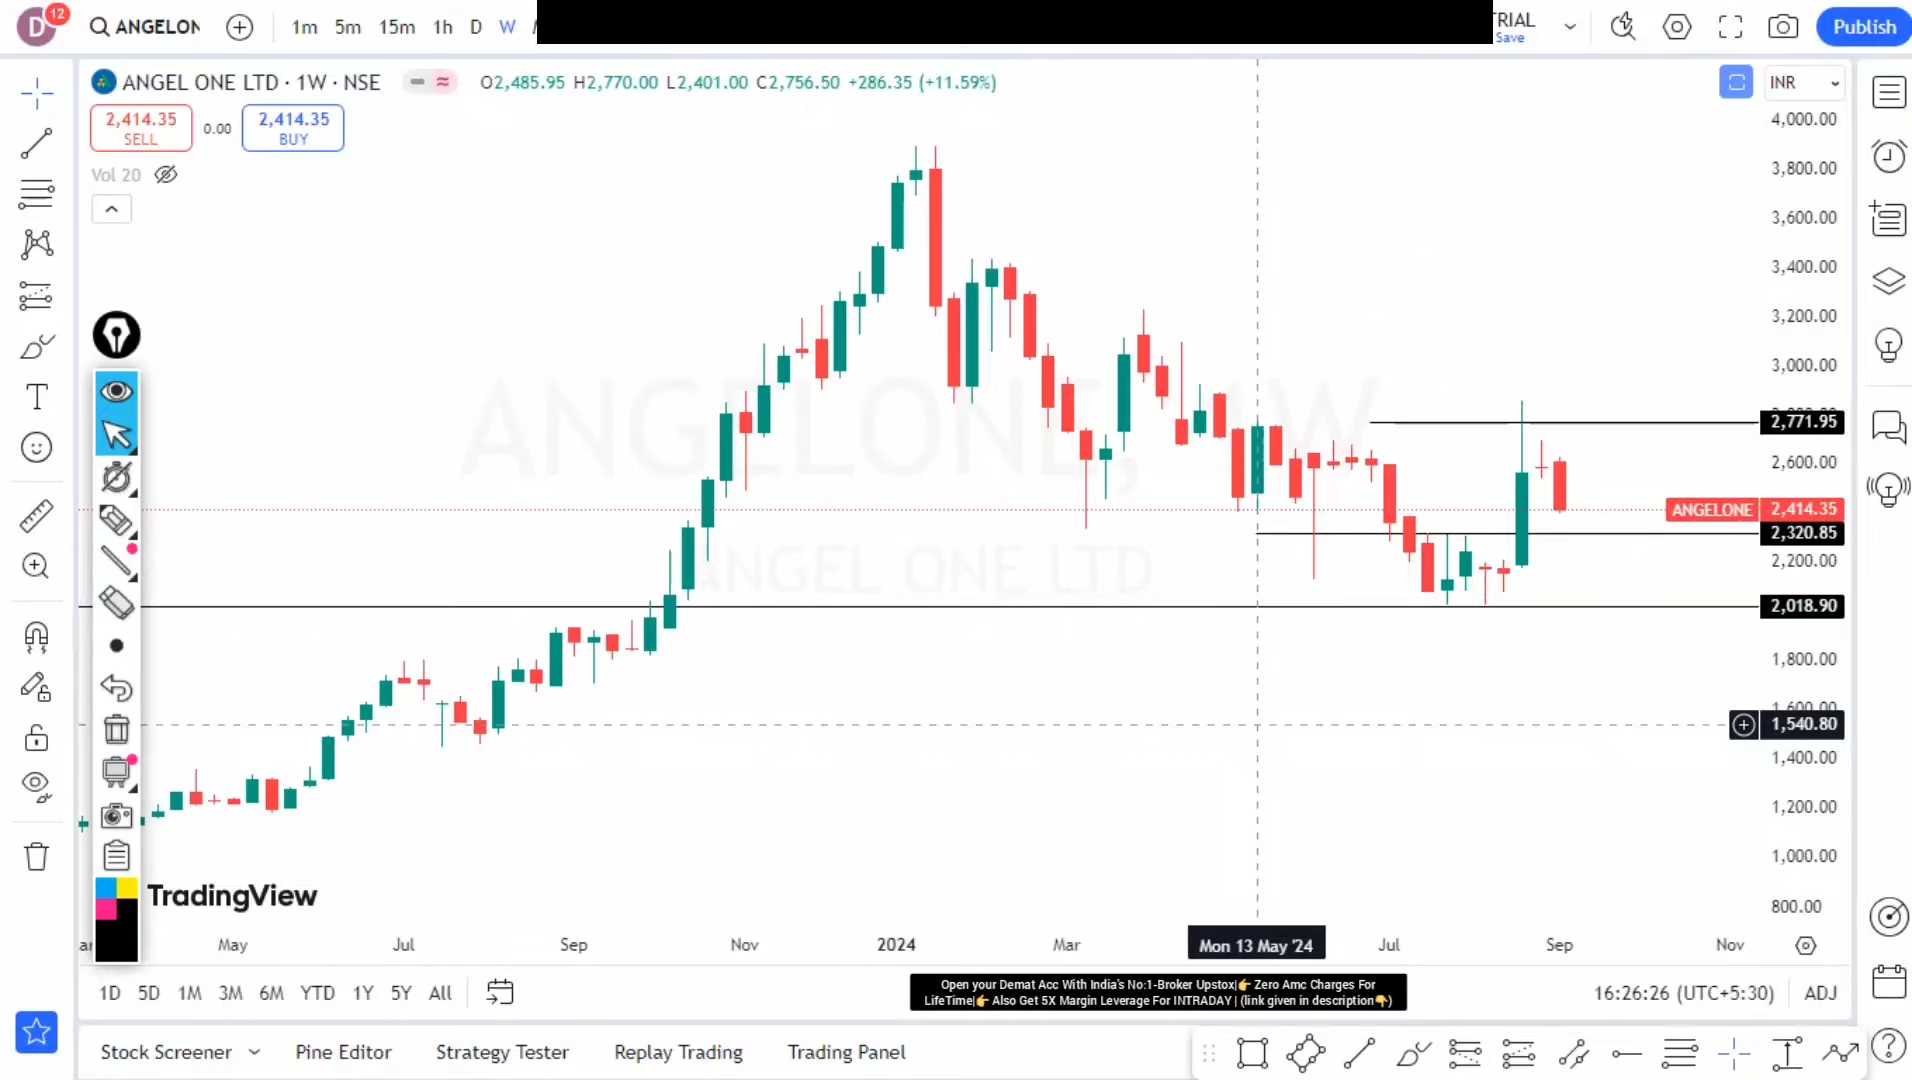 D 12 ANGELON 1m 5m 15m 1h D W TRIAL Save Publish
ANGEL ONE LTD · 1W · NSE O2,485.95 H2,770.00 L2,401.00 C2,756.50 +286.35 (+11.59%) INR
2,414.35 SELL 0.00 2,414.35 BUY
Vol 20
4,000.00
3,800.00
3,600.00
3,400.00
3,200.00
3,000.00
2,771.95
2,600.00
ANGELONE 2,414.35
2,320.85
2,200.00
2,018.90
1,800.00
1,600.00
1,540.80
1,400.00
1,200.00
1,000.00
800.00
ANGELONE, 1W
ANGEL ONE LTD
TradingView
May Jul Sep Nov 2024 Mar Mon 13 May '24 Jul Sep Nov
1D 5D 1M 3M 6M YTD 1Y 5Y All
Open your Demat Acc With India's No:1-Broker Upstox|👉 Zero Amc Charges For
LifeTime|👉 Also Get 5X Margin Leverage For INTRADAY | (link given in description👇)
16:26:26 (UTC+5:30) ADJ
Stock Screener Pine Editor Strategy Tester Replay Trading Trading Panel